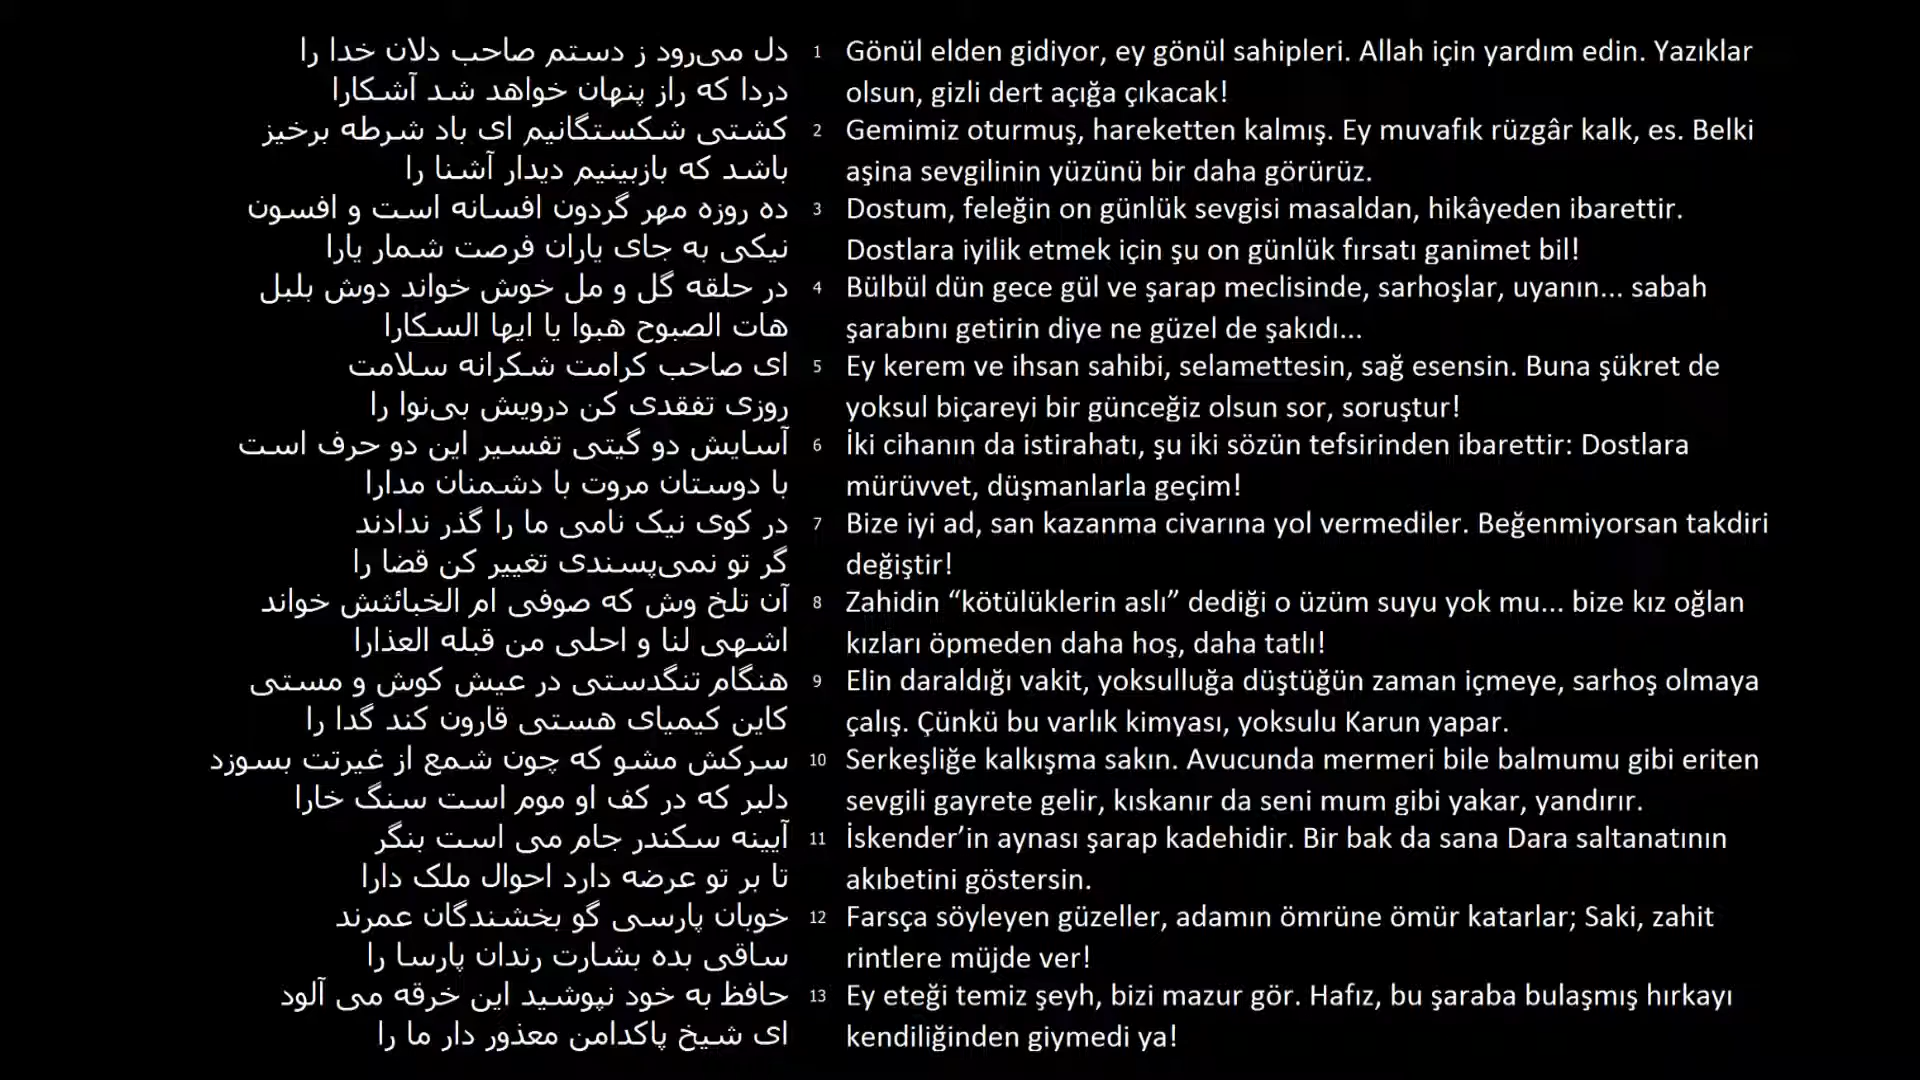 دل می‌رود ز دستم صاحب دلان خدا را
دردا که راز پنهان خواهد شد آشکارا
کشتی شکستگانیم ای باد شرطه برخیز
باشد که بازبینیم دیدار آشنا را
ده روزه مهر گردون افسانه است و افسون
نیکی به جای یاران فرصت شمار یارا
در حلقه گل و مل خوش خواند دوش بلبل
هات الصبوح هبوا یا ایها السکارا
ای صاحب کرامت شکرانه سلامت
روزی تفقدی کن درویش بی‌نوا را
آسایش دو گیتی تفسیر این دو حرف است
با دوستان مروت با دشمنان مدارا
در کوی نیک نامی ما را گذر ندادند
گر تو نمی‌پسندی تغییر کن قضا را
آن تلخ وش که صوفی ام الخبائثش خواند
اشهی لنا و احلی من قبله العذارا
هنگام تنگدستی در عیش کوش و مستی
کاین کیمیای هستی قارون کند گدا را
سرکش مشو که چون شمع از غیرتت بسوزد
دلبر که در کف او موم است سنگ خارا
آیینه سکندر جام می است بنگر
تا بر تو عرضه دارد احوال ملک دارا
خوبان پارسی گو بخشندگان عمرند
ساقی بده بشارت رندان پارسا را
حافظ به خود نپوشید این خرقه می آلود
ای شیخ پاکدامن معذور دار ما را
1 Gönül elden gidiyor, ey gönül sahipleri. Allah için yardım edin. Yazıklar
olsun, gizli dert açığa çıkacak!
2 Gemimiz oturmuş, hareketten kalmış. Ey muvafık rüzgâr kalk, es. Belki
aşina sevgilinin yüzünü bir daha görürüz.
3 Dostum, feleğin on günlük sevgisi masaldan, hikâyeden ibarettir.
Dostlara iyilik etmek için şu on günlük fırsatı ganimet bil!
4 Bülbül dün gece gül ve şarap meclisinde, sarhoşlar, uyanın... sabah
şarabını getirin diye ne güzel de şakıdı...
5 Ey kerem ve ihsan sahibi, selamettesin, sağ esensin. Buna şükret de
yoksul biçareyi bir günceğiz olsun sor, soruştur!
6 İki cihanın da istirahatı, şu iki sözün tefsirinden ibarettir: Dostlara
mürüvvet, düşmanlarla geçim!
7 Bize iyi ad, san kazanma civarına yol vermediler. Beğenmiyorsan takdiri
değiştir!
8 Zahidin “kötülüklerin aslı” dediği o üzüm suyu yok mu... bize kız oğlan
kızları öpmeden daha hoş, daha tatlı!
9 Elin daraldığı vakit, yoksulluğa düştüğün zaman içmeye, sarhoş olmaya
çalış. Çünkü bu varlık kimyası, yoksulu Karun yapar.
10 Serkeşliğe kalkışma sakın. Avucunda mermeri bile balmumu gibi eriten
sevgili gayrete gelir, kıskanır da seni mum gibi yakar, yandırır.
11 İskender’in aynası şarap kadehidir. Bir bak da sana Dara saltanatının
akıbetini göstersin.
12 Farsça söyleyen güzeller, adamın ömrüne ömür katarlar; Saki, zahit
rintlere müjde ver!
13 Ey eteği temiz şeyh, bizi mazur gör. Hafız, bu şaraba bulaşmış hırkayı
kendiliğinden giymedi ya!